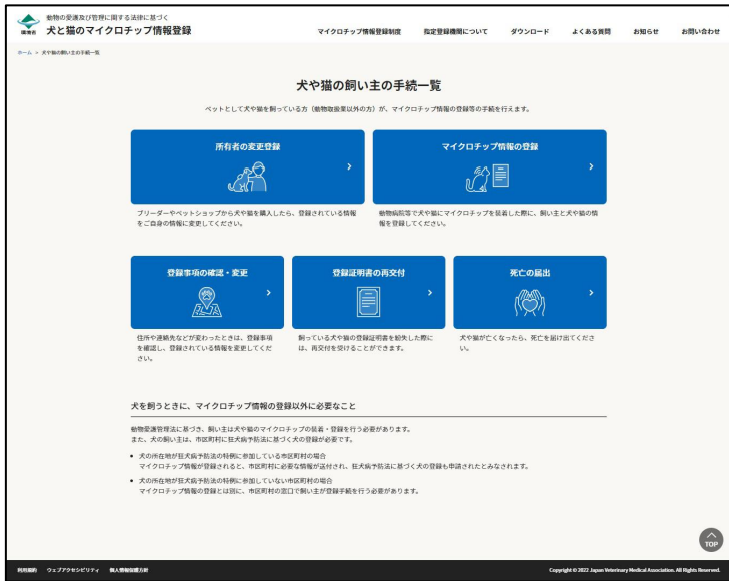 動物の愛護及び管理に関する法律に基づく
環境省
犬と猫のマイクロチップ情報登録
マイクロチップ情報登録制度 指定登録機関について ダウンロード よくある質問 お知らせ お問い合わせ
ホーム > 犬や猫の飼い主の手続一覧
犬や猫の飼い主の手続一覧
ペットとして犬や猫を飼っている方（動物取扱業以外の方）が、マイクロチップ情報の登録等の手続を行えます。
所有者の変更登録
ブリーダーやペットショップから犬や猫を購入したら、登録されている情報
をご自身の情報に変更してください。
マイクロチップ情報の登録
動物病院等で犬や猫にマイクロチップを装着した際に、飼い主と犬や猫の情
報を登録してください。
登録事項の確認・変更
住所や連絡先などが変わったときは、登録事項
を確認し、登録されている情報を変更してくだ
さい。
登録証明書の再交付
飼っている犬や猫の登録証明書を紛失した際に
は、再交付を受けることができます。
死亡の届出
犬や猫が亡くなったら、死亡を届け出てくださ
い。
犬を飼うときに、マイクロチップ情報の登録以外に必要なこと
動物愛護管理法に基づき、飼い主は犬や猫のマイクロチップの装着・登録を行う必要があります。
また、犬の飼い主は、市区町村に狂犬病予防法に基づく犬の登録が必要です。
• 犬の所在地が狂犬病予防法の特例に参加している市区町村の場合
マイクロチップ情報が登録されると、市区町村に必要な情報が送付され、狂犬病予防法に基づく犬の登録も申請されたとみなされます。
• 犬の所在地が狂犬病予防法の特例に参加していない市区町村の場合
マイクロチップ情報の登録とは別に、市区町村の窓口で飼い主が登録手続を行う必要があります。
TOP
利用規約 ウェブアクセシビリティ 個人情報保護方針
Copyright © 2022 Japan Veterinary Medical Association. All Rights Reserved.